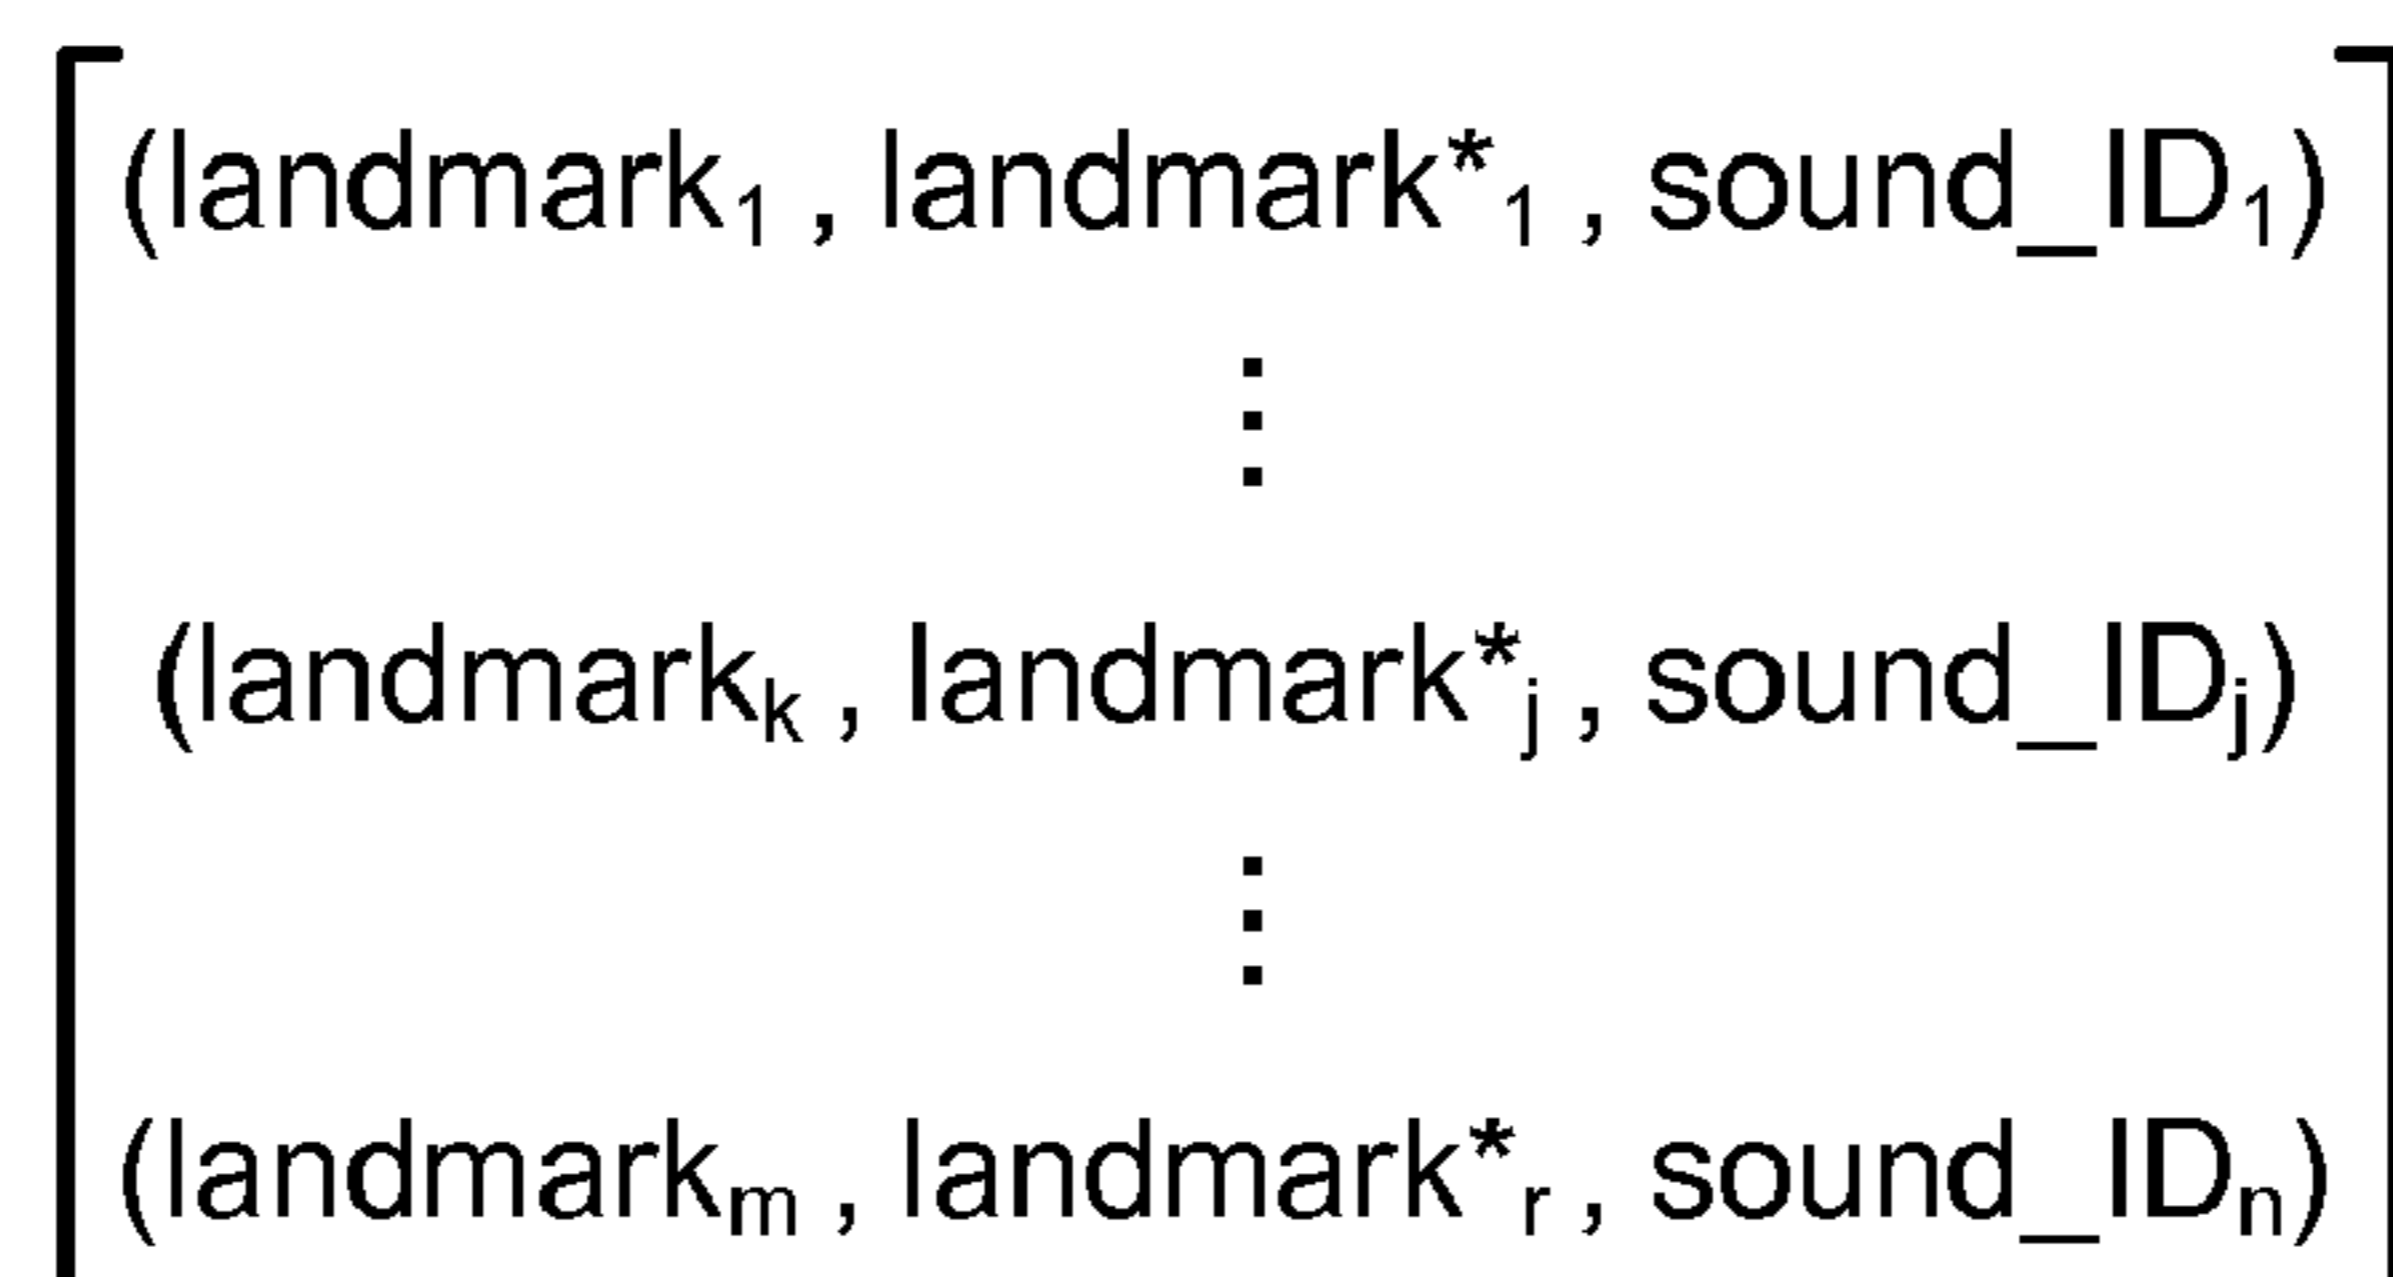 (landmark₁ , landmark*₁ , sound_ID₁)
⋮
(landmarkₖ , landmark*ⱼ , sound_IDⱼ)
⋮
(landmarkₘ , landmark*ᵣ , sound_IDₙ)